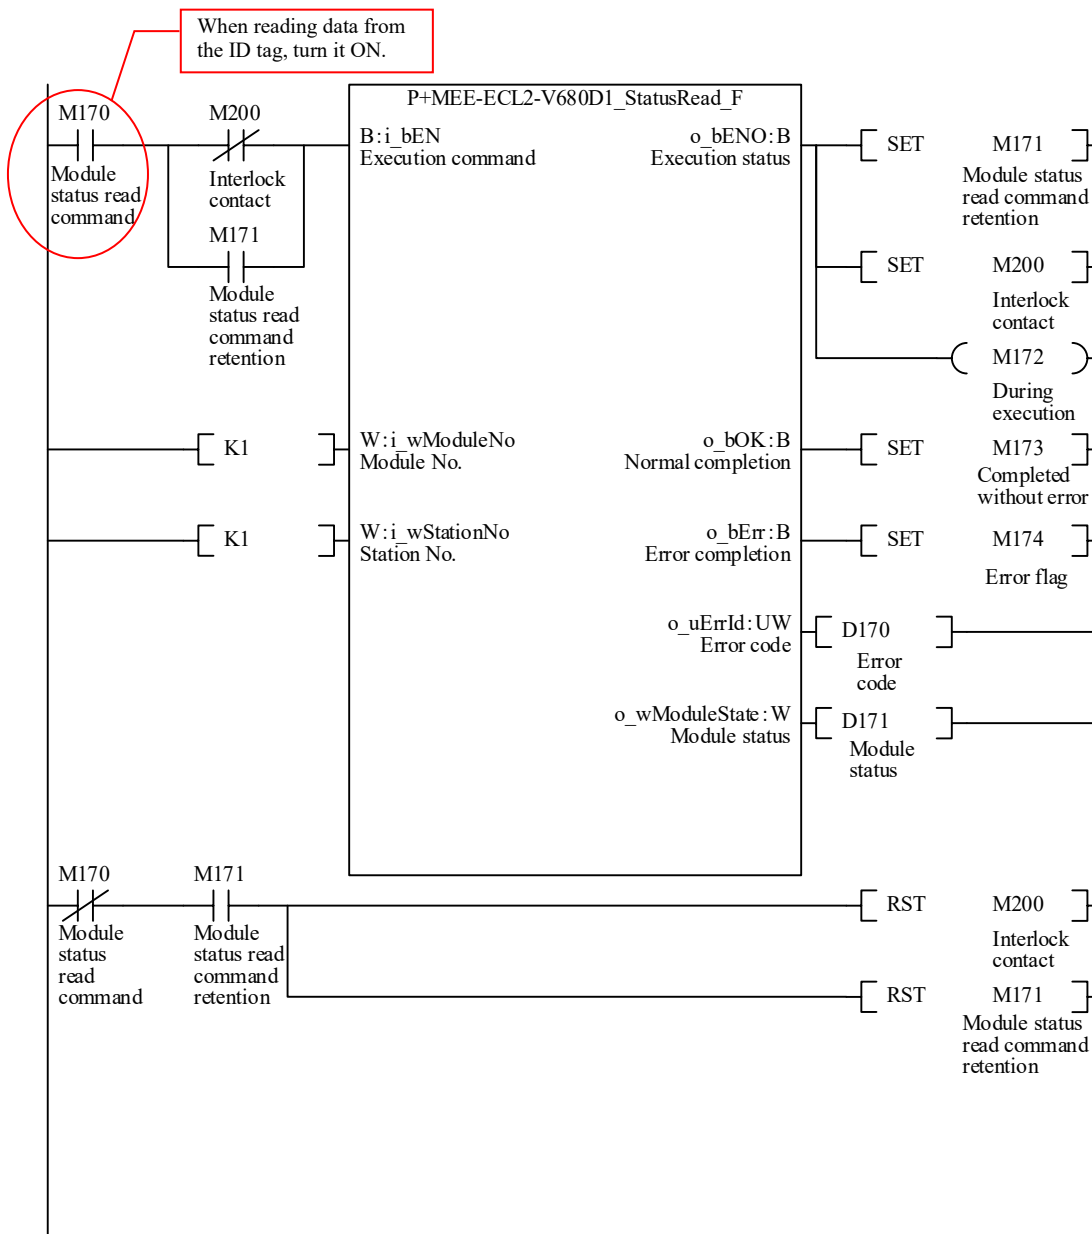 When reading data from
the ID tag, turn it ON.
P+MEE-ECL2-V680D1_StatusRead_F
M170
Module
status read
command
M200
Interlock
contact
M171
Module
status read
command
retention
B:i_bEN
Execution command
o_bENO:B
Execution status
SET M171
Module status
read command
retention
SET M200
Interlock
contact
M172
During
execution
K1
W:i_wModuleNo
Module No.
o_bOK:B
Normal completion
SET M173
Completed
without error
K1
W:i_wStationNo
Station No.
o_bErr:B
Error completion
SET M174
Error flag
o_uErrId:UW
Error code
D170
Error
code
o_wModuleState:W
Module status
D171
Module
status
M170
Module
status
read
command
M171
Module
status read
command
retention
RST M200
Interlock
contact
RST M171
Module status
read command
retention